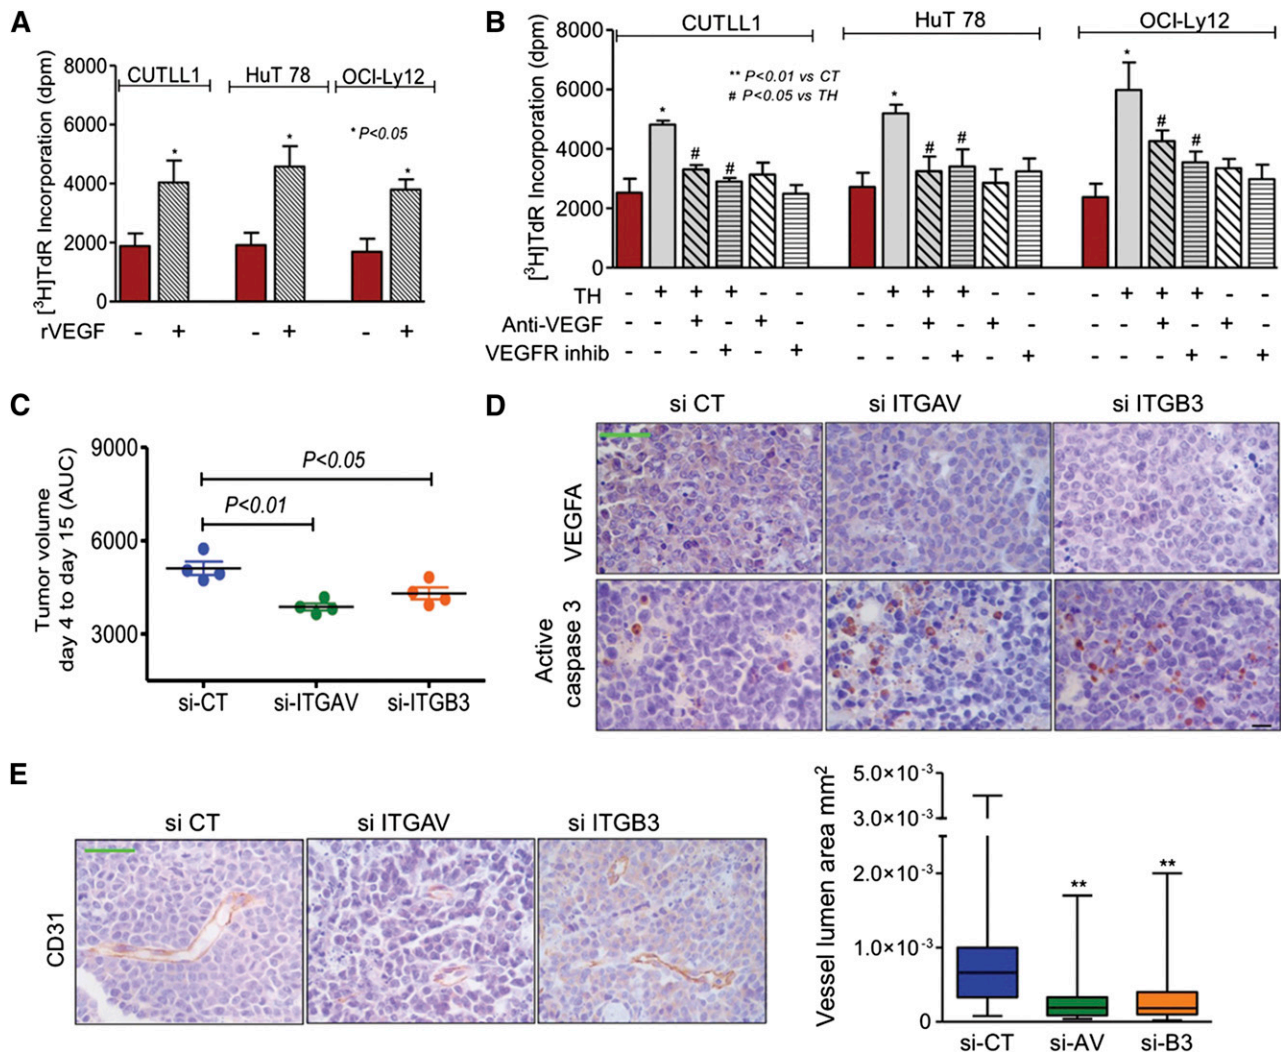 A
[³H]TdR Incorporation (dpm)
8000
6000
4000
2000
0
CUTLL1 HuT 78 OCI-Ly12
* P<0.05
* * *
rVEGF - + - + - +
B
[³H]TdR Incorporation (dpm)
8000
6000
4000
2000
0
CUTLL1 HuT 78 OCI-Ly12
** P<0.01 vs CT
# P<0.05 vs TH
* # # * # # * # #
TH - + + + - - - + + + - - - + + + - -
Anti-VEGF - - + - + - - - + - + - - - + - + -
VEGFR inhib - - - + - + - - - + - + - - - + - +
C
Tumor volume
day 4 to day 15 (AUC)
9000
6000
3000
P<0.05
P<0.01
si-CT si-ITGAV si-ITGB3
D
si CT si ITGAV si ITGB3
VEGFA
Active
caspase 3
E
si CT si ITGAV si ITGB3
CD31
Vessel lumen area mm²
5.0×10⁻³
3.0×10⁻³
2.0×10⁻³
1.0×10⁻³
0
** **
si-CT si-AV si-B3